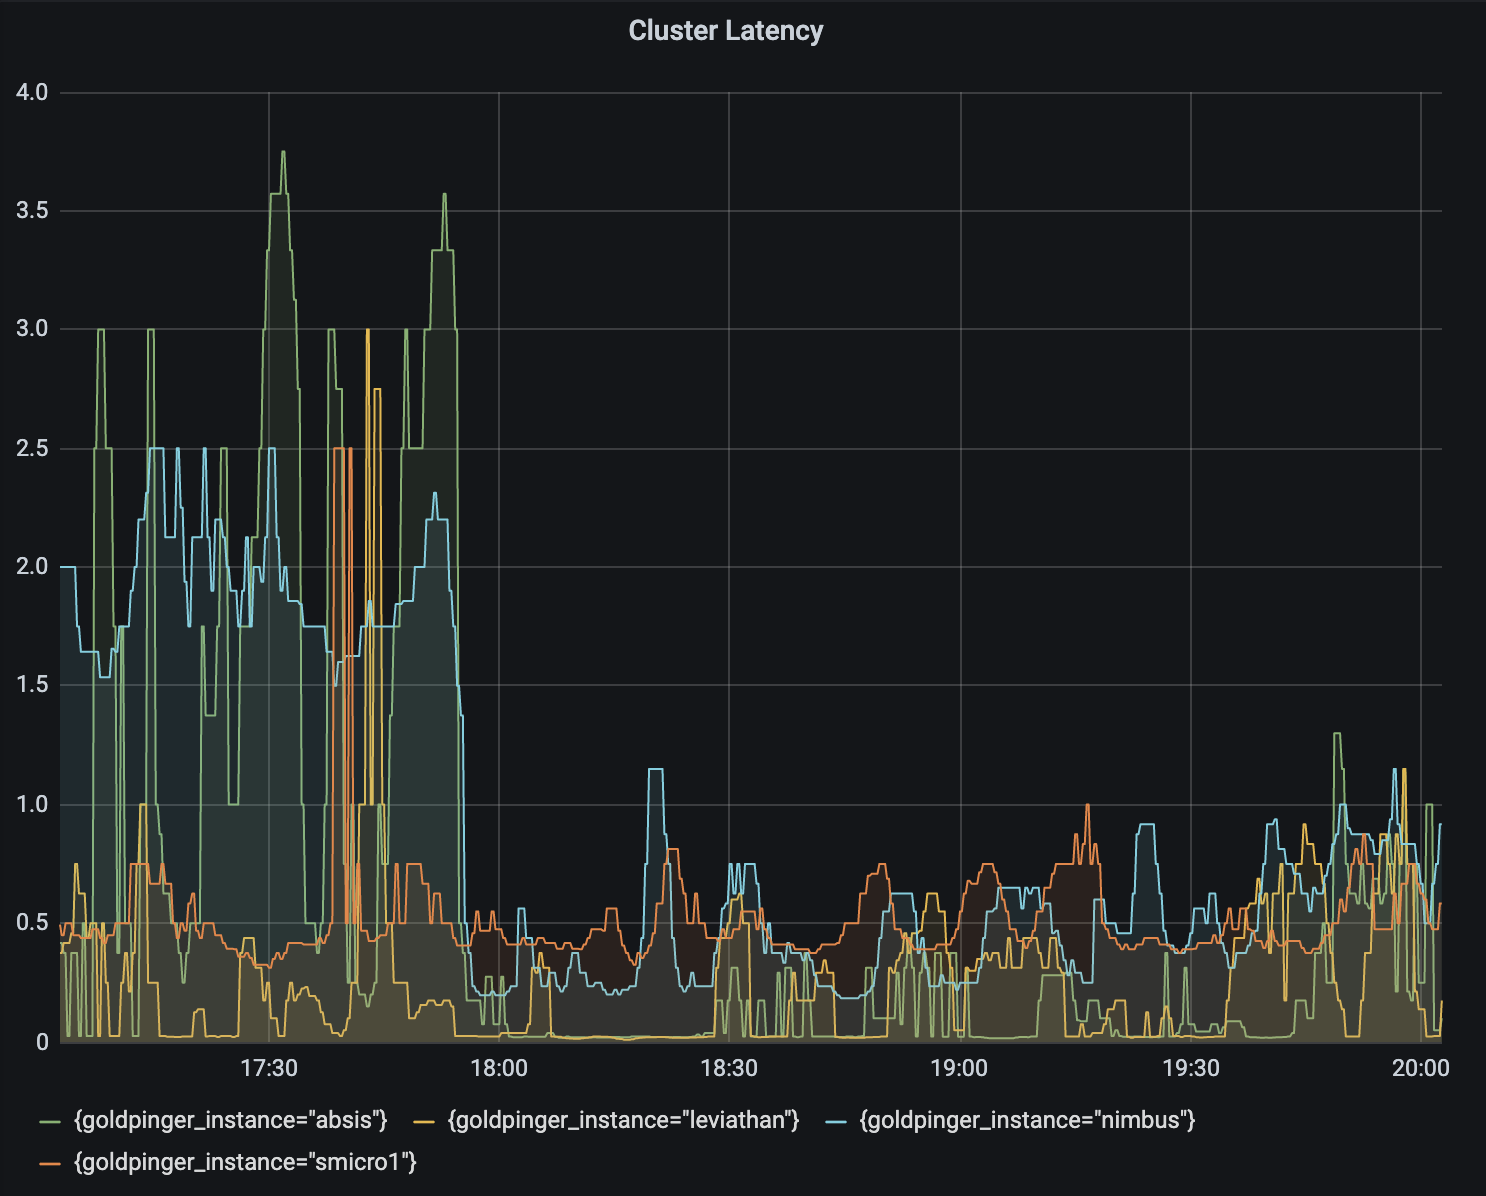 Cluster Latency
4.0
3.5
3.0
2.5
2.0
1.5
1.0
0.5
0
17:30 18:00 18:30 19:00 19:30 20:00
{goldpinger_instance="absis"} {goldpinger_instance="leviathan"} {goldpinger_instance="nimbus"}
{goldpinger_instance="smicro1"}